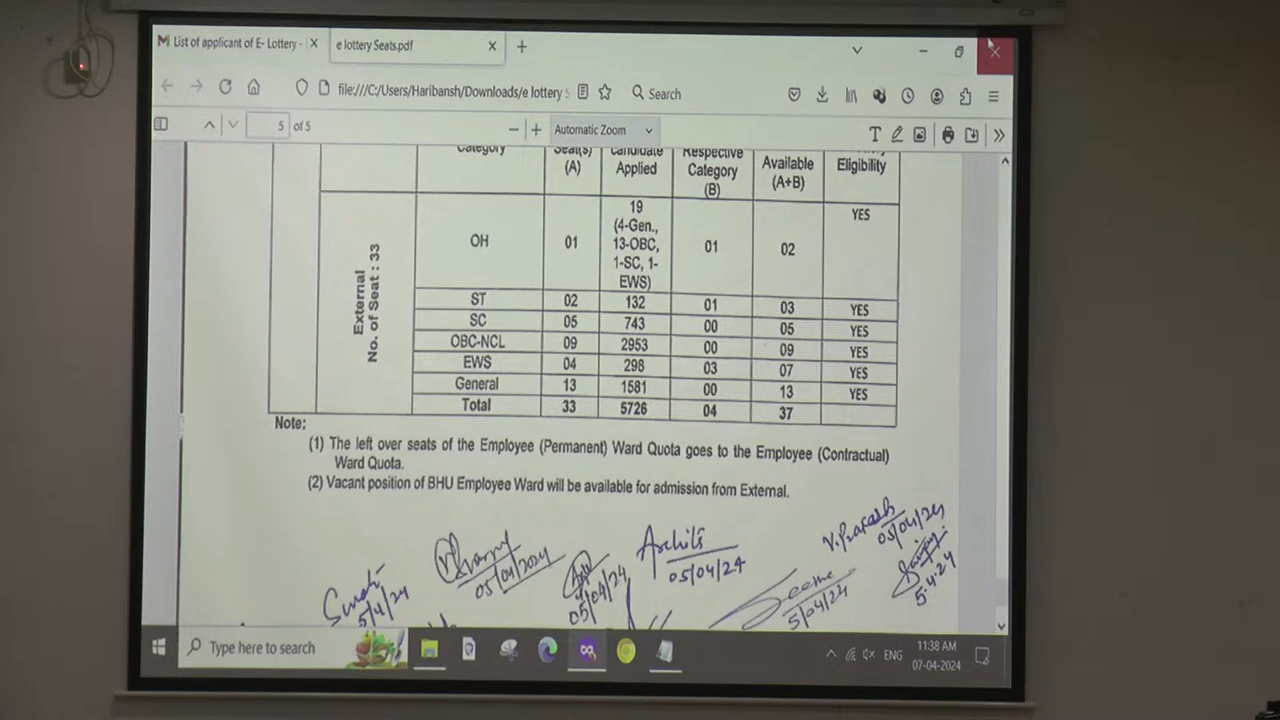 List of applicant of E- Lottery -
e lottery Seats.pdf
file:///C:/Users/Haribansh/Downloads/e lottery S
Search
5 of 5
Automatic Zoom
Category Seat(s) (A) Candidate Applied Respective Category (B) Available (A+B) Eligibility
External No. of Seat : 33
OH 01 19 (4-Gen., 13-OBC, 1-SC, 1-EWS) 01 02 YES
ST 02 132 01 03 YES
SC 05 743 00 05 YES
OBC-NCL 09 2953 00 09 YES
EWS 04 298 03 07 YES
General 13 1581 00 13 YES
Total 33 5726 04 37
Note:
(1) The left over seats of the Employee (Permanent) Ward Quota goes to the Employee (Contractual)
Ward Quota.
(2) Vacant position of BHU Employee Ward will be available for admission from External.
V. Prakash
05/04/24
Archits
05/04/24
05/04/2024
05/04/24
Seema
5/04/24
5.4.24
5/4/24
Type here to search
ENG
11:38 AM
07-04-2024